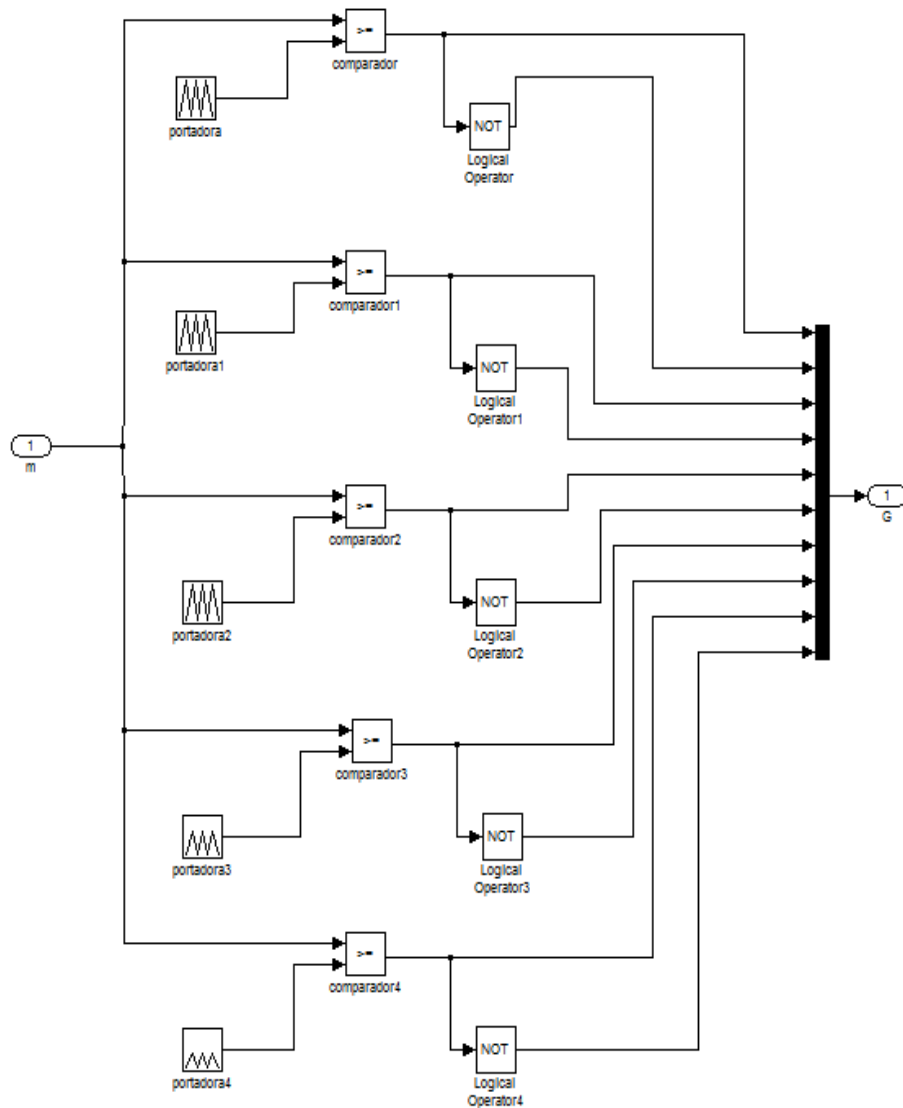 >=
comparador
portadora
NOT
Logical
Operator
>=
comparador1
portadora1
NOT
Logical
Operator1
1
m
>=
comparador2
portadora2
NOT
Logical
Operator2
1
G
>=
comparador3
portadora3
NOT
Logical
Operator3
>=
comparador4
portadora4
NOT
Logical
Operator4